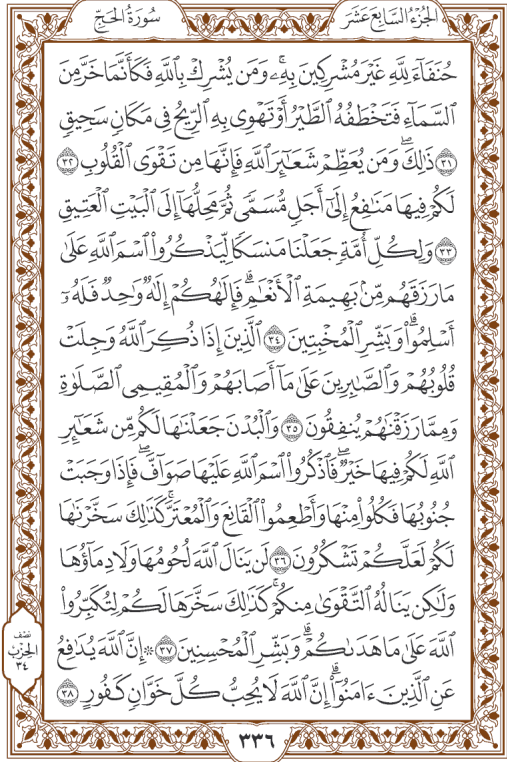 الجزء السابع عشر
سورة الحج
حُنَفَآءَ لِلَّهِ غَيْرَ مُشْرِكِينَ بِهِۦۚ وَمَن يُشْرِكْ بِٱللَّهِ فَكَأَنَّمَا خَرَّ مِنَ
ٱلسَّمَآءِ فَتَخْطَفُهُ ٱلطَّيْرُ أَوْ تَهْوِى بِهِ ٱلرِّيحُ فِى مَكَانٍ سَحِيقٍ
٣١ ذَٰلِكَۖ وَمَن يُعَظِّمْ شَعَٰٓئِرَ ٱللَّهِ فَإِنَّهَا مِن تَقْوَى ٱلْقُلُوبِ ٣٢
لَكُمْ فِيهَا مَنَٰفِعُ إِلَىٰٓ أَجَلٍ مُّسَمًّى ثُمَّ مَحِلُّهَآ إِلَى ٱلْبَيْتِ ٱلْعَتِيقِ
٣٣ وَلِكُلِّ أُمَّةٍ جَعَلْنَا مَنسَكًا لِّيَذْكُرُوا۟ ٱسْمَ ٱللَّهِ عَلَىٰ
مَا رَزَقَهُم مِّنۢ بَهِيمَةِ ٱلْأَنْعَٰمِۗ فَإِلَٰهُكُمْ إِلَٰهٌ وَٰحِدٌ فَلَهُۥٓ
أَسْلِمُوا۟ۗ وَبَشِّرِ ٱلْمُخْبِتِينَ ٣٤ ٱلَّذِينَ إِذَا ذُكِرَ ٱللَّهُ وَجِلَتْ
قُلُوبُهُمْ وَٱلصَّٰبِرِينَ عَلَىٰ مَآ أَصَابَهُمْ وَٱلْمُقِيمِى ٱلصَّلَوٰةِ
وَمِمَّا رَزَقْنَٰهُمْ يُنفِقُونَ ٣٥ وَٱلْبُدْنَ جَعَلْنَٰهَا لَكُم مِّن شَعَٰٓئِرِ
ٱللَّهِ لَكُمْ فِيهَا خَيْرٌۖ فَٱذْكُرُوا۟ ٱسْمَ ٱللَّهِ عَلَيْهَا صَوَآفَّۖ فَإِذَا وَجَبَتْ
جُنُوبُهَا فَكُلُوا۟ مِنْهَا وَأَطْعِمُوا۟ ٱلْقَانِعَ وَٱلْمُعْتَرَّۚ كَذَٰلِكَ سَخَّرْنَٰهَا
لَكُمْ لَعَلَّكُمْ تَشْكُرُونَ ٣٦ لَن يَنَالَ ٱللَّهَ لُحُومُهَا وَلَا دِمَآؤُهَا
وَلَٰكِن يَنَالُهُ ٱلتَّقْوَىٰ مِنكُمْۚ كَذَٰلِكَ سَخَّرَهَا لَكُمْ لِتُكَبِّرُوا۟
ٱللَّهَ عَلَىٰ مَا هَدَىٰكُمْۗ وَبَشِّرِ ٱلْمُحْسِنِينَ ٣٧ ۞ إِنَّ ٱللَّهَ يُدَٰفِعُ
عَنِ ٱلَّذِينَ ءَامَنُوٓا۟ۗ إِنَّ ٱللَّهَ لَا يُحِبُّ كُلَّ خَوَّانٍ كَفُورٍ ٣٨
نصف
الحزب
٣٤
٣٣٦